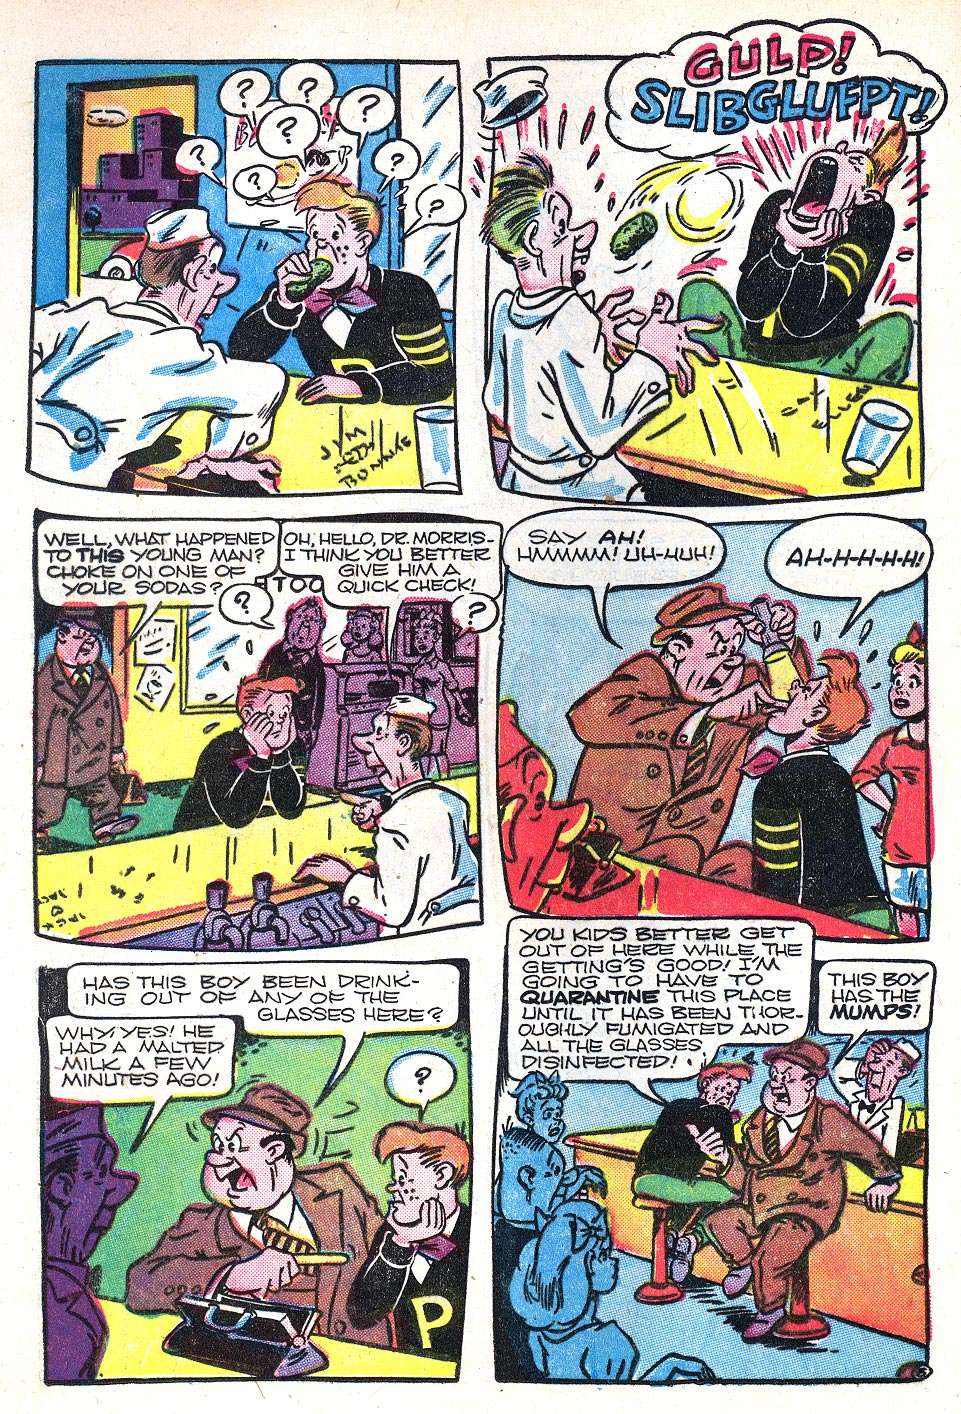 ?
?
?
?
?
?
?
JIM
BONNIE
GULP!
SLIBGLUFPT!
ELLEN
WELL, WHAT HAPPENED
TO THIS YOUNG MAN?
CHOKE ON ONE OF
YOUR SODAS?
OH, HELLO, DR. MORRIS-
I THINK YOU BETTER
GIVE HIM A
QUICK CHECK!
?
?
SAY AH!
HMMMM! UH-HUH!
AH-H-H-H-H!
HAS THIS BOY BEEN DRINK-
ING OUT OF ANY OF THE
GLASSES HERE?
WHY YES! HE
HAD A MALTED
MILK A FEW
MINUTES AGO!
?
P
YOU KIDS BETTER GET
OUT OF HERE WHILE THE
GETTING'S GOOD! I'M
GOING TO HAVE TO
QUARANTINE THIS PLACE
UNTIL IT HAS BEEN THOR-
OUGHLY FUMIGATED AND
ALL THE GLASSES
DISINFECTED!
THIS BOY
HAS THE
MUMPS!